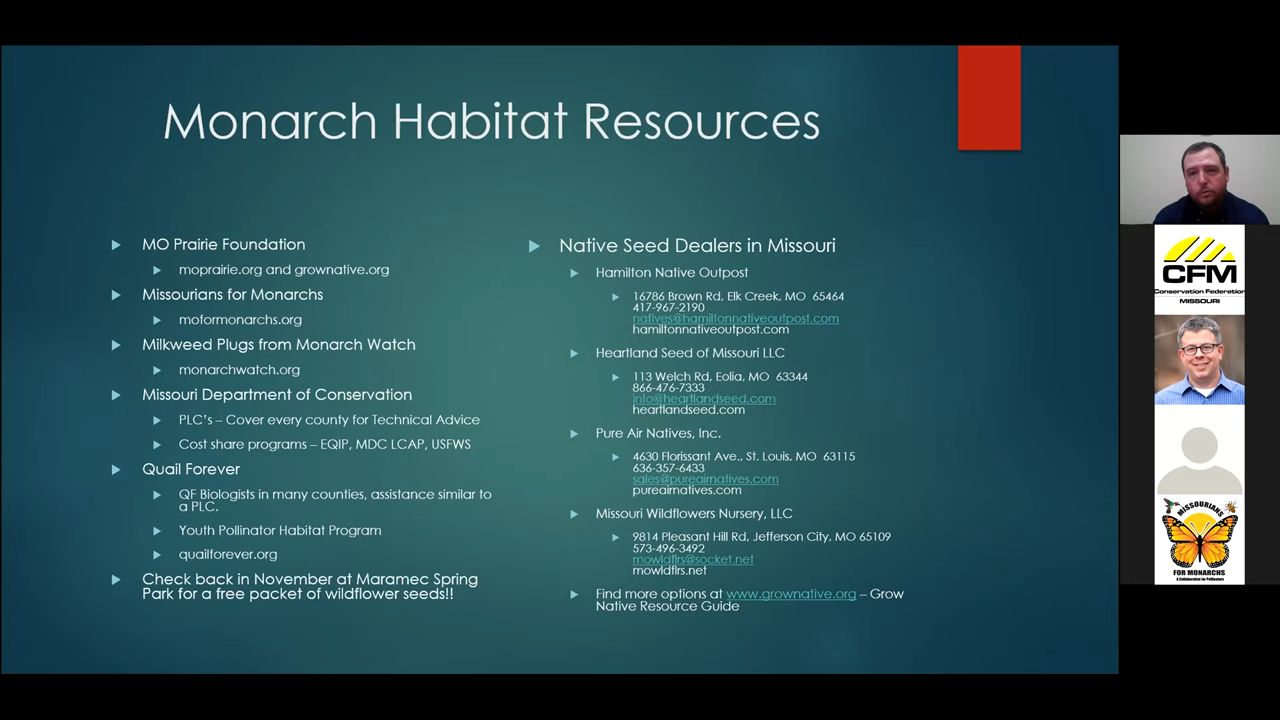 Monarch Habitat Resources
MO Prairie Foundation
moprairie.org and grownative.org
Missourians for Monarchs
moformonarchs.org
Milkweed Plugs from Monarch Watch
monarchwatch.org
Missouri Department of Conservation
PLC's – Cover every county for Technical Advice
Cost share programs – EQIP, MDC LCAP, USFWS
Quail Forever
QF Biologists in many counties, assistance similar to
a PLC.
Youth Pollinator Habitat Program
quailforever.org
Check back in November at Maramec Spring
Park for a free packet of wildflower seeds!!
Native Seed Dealers in Missouri
Hamilton Native Outpost
16786 Brown Rd, Elk Creek, MO 65464
417-967-2190
natives@hamiltonnativeoutpost.com
hamiltonnativeoutpost.com
Heartland Seed of Missouri LLC
113 Welch Rd, Eolia, MO 63344
866-476-7333
info@heartlandseed.com
heartlandseed.com
Pure Air Natives, Inc.
4630 Florissant Ave., St. Louis, MO 63115
636-357-6433
sales@pureairnatives.com
pureairnatives.com
Missouri Wildflowers Nursery, LLC
9814 Pleasant Hill Rd, Jefferson City, MO 65109
573-496-3492
mowldflrs@socket.net
mowldflrs.net
Find more options at www.grownative.org – Grow
Native Resource Guide
CFM
Conservation Federation
MISSOURI
MISSOURIANS
FOR MONARCHS
A Collaborative for Pollinators